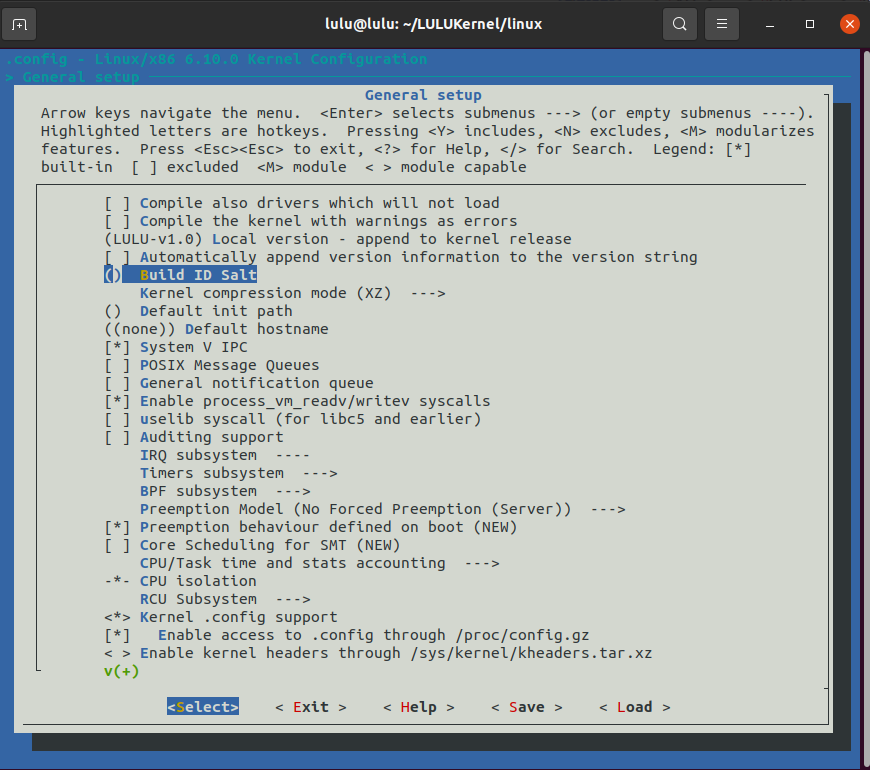 lulu@lulu: ~/LULUKernel/linux
.config - Linux/x86 6.10.0 Kernel Configuration
> General setup
General setup
Arrow keys navigate the menu.  <Enter> selects submenus ---> (or empty submenus ----).
Highlighted letters are hotkeys.  Pressing <Y> includes, <N> excludes, <M> modularizes
features.  Press <Esc><Esc> to exit, <?> for Help, </> for Search.  Legend: [*]
built-in  [ ] excluded  <M> module  < > module capable
[ ] Compile also drivers which will not load
[ ] Compile the kernel with warnings as errors
(LULU-v1.0) Local version - append to kernel release
[ ] Automatically append version information to the version string
()  Build ID Salt
Kernel compression mode (XZ)  --->
()  Default init path
((none)) Default hostname
[*] System V IPC
[ ] POSIX Message Queues
[ ] General notification queue
[*] Enable process_vm_readv/writev syscalls
[ ] uselib syscall (for libc5 and earlier)
[ ] Auditing support
IRQ subsystem  ----
Timers subsystem  --->
BPF subsystem  --->
Preemption Model (No Forced Preemption (Server))  --->
[*] Preemption behaviour defined on boot (NEW)
[ ] Core Scheduling for SMT (NEW)
CPU/Task time and stats accounting  --->
-*- CPU isolation
RCU Subsystem  --->
<*> Kernel .config support
[*]   Enable access to .config through /proc/config.gz
< > Enable kernel headers through /sys/kernel/kheaders.tar.xz
v(+)
<Select>    < Exit >    < Help >    < Save >    < Load >